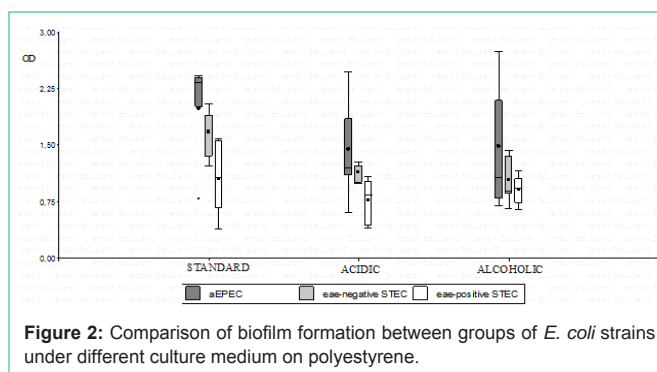 3,00
OD
2,25
1,50
0,75
0,00
STANDARD ACIDIC ALCOHOLIC
aEPEC eae-negative STEC eae-positive STEC
Figure 2: Comparison of biofilm formation between groups of E. coli strains
under different culture medium on polyestyrene.